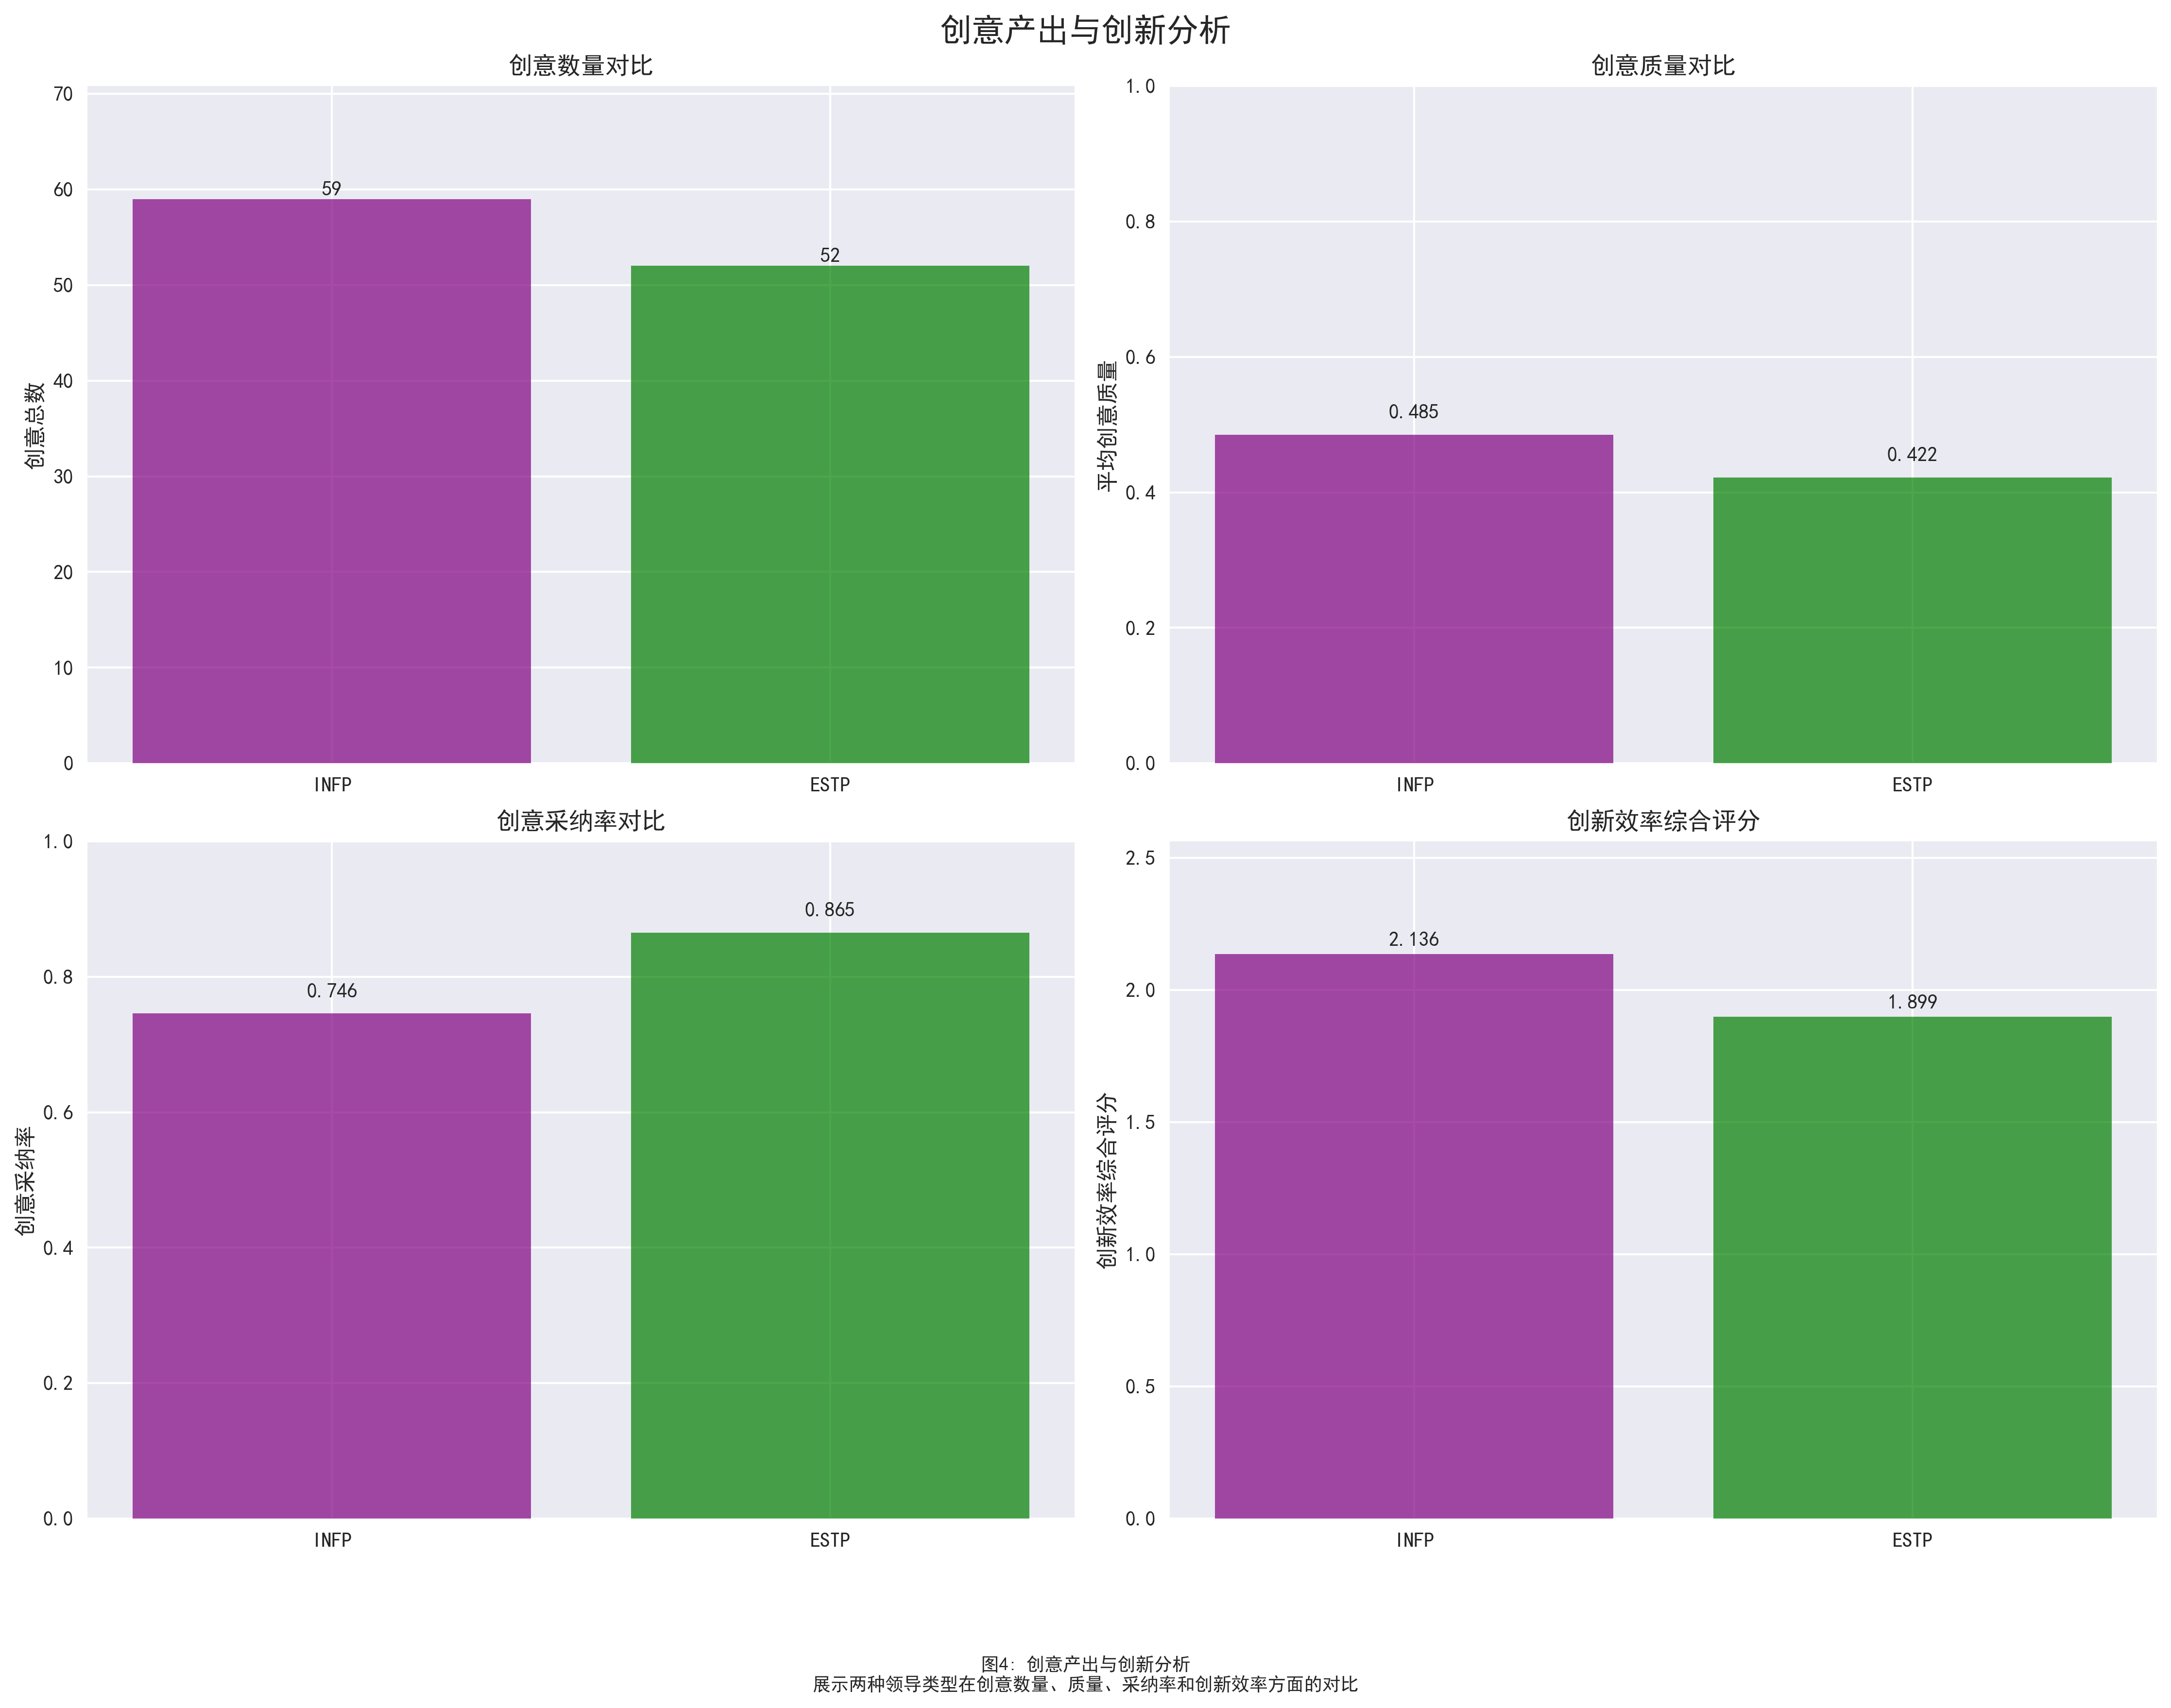 创意产出与创新分析
创意数量对比
70
60
50
40
30
20
10
0
创意总数
59
52
INFP
ESTP
创意质量对比
1.0
0.8
0.6
0.4
0.2
0.0
平均创意质量
0.485
0.422
INFP
ESTP
创意采纳率对比
1.0
0.8
0.6
0.4
0.2
0.0
创意采纳率
0.746
0.865
INFP
ESTP
创新效率综合评分
2.5
2.0
1.5
1.0
0.5
0.0
创新效率综合评分
2.136
1.899
INFP
ESTP
图4: 创意产出与创新分析
展示两种领导类型在创意数量、质量、采纳率和创新效率方面的对比